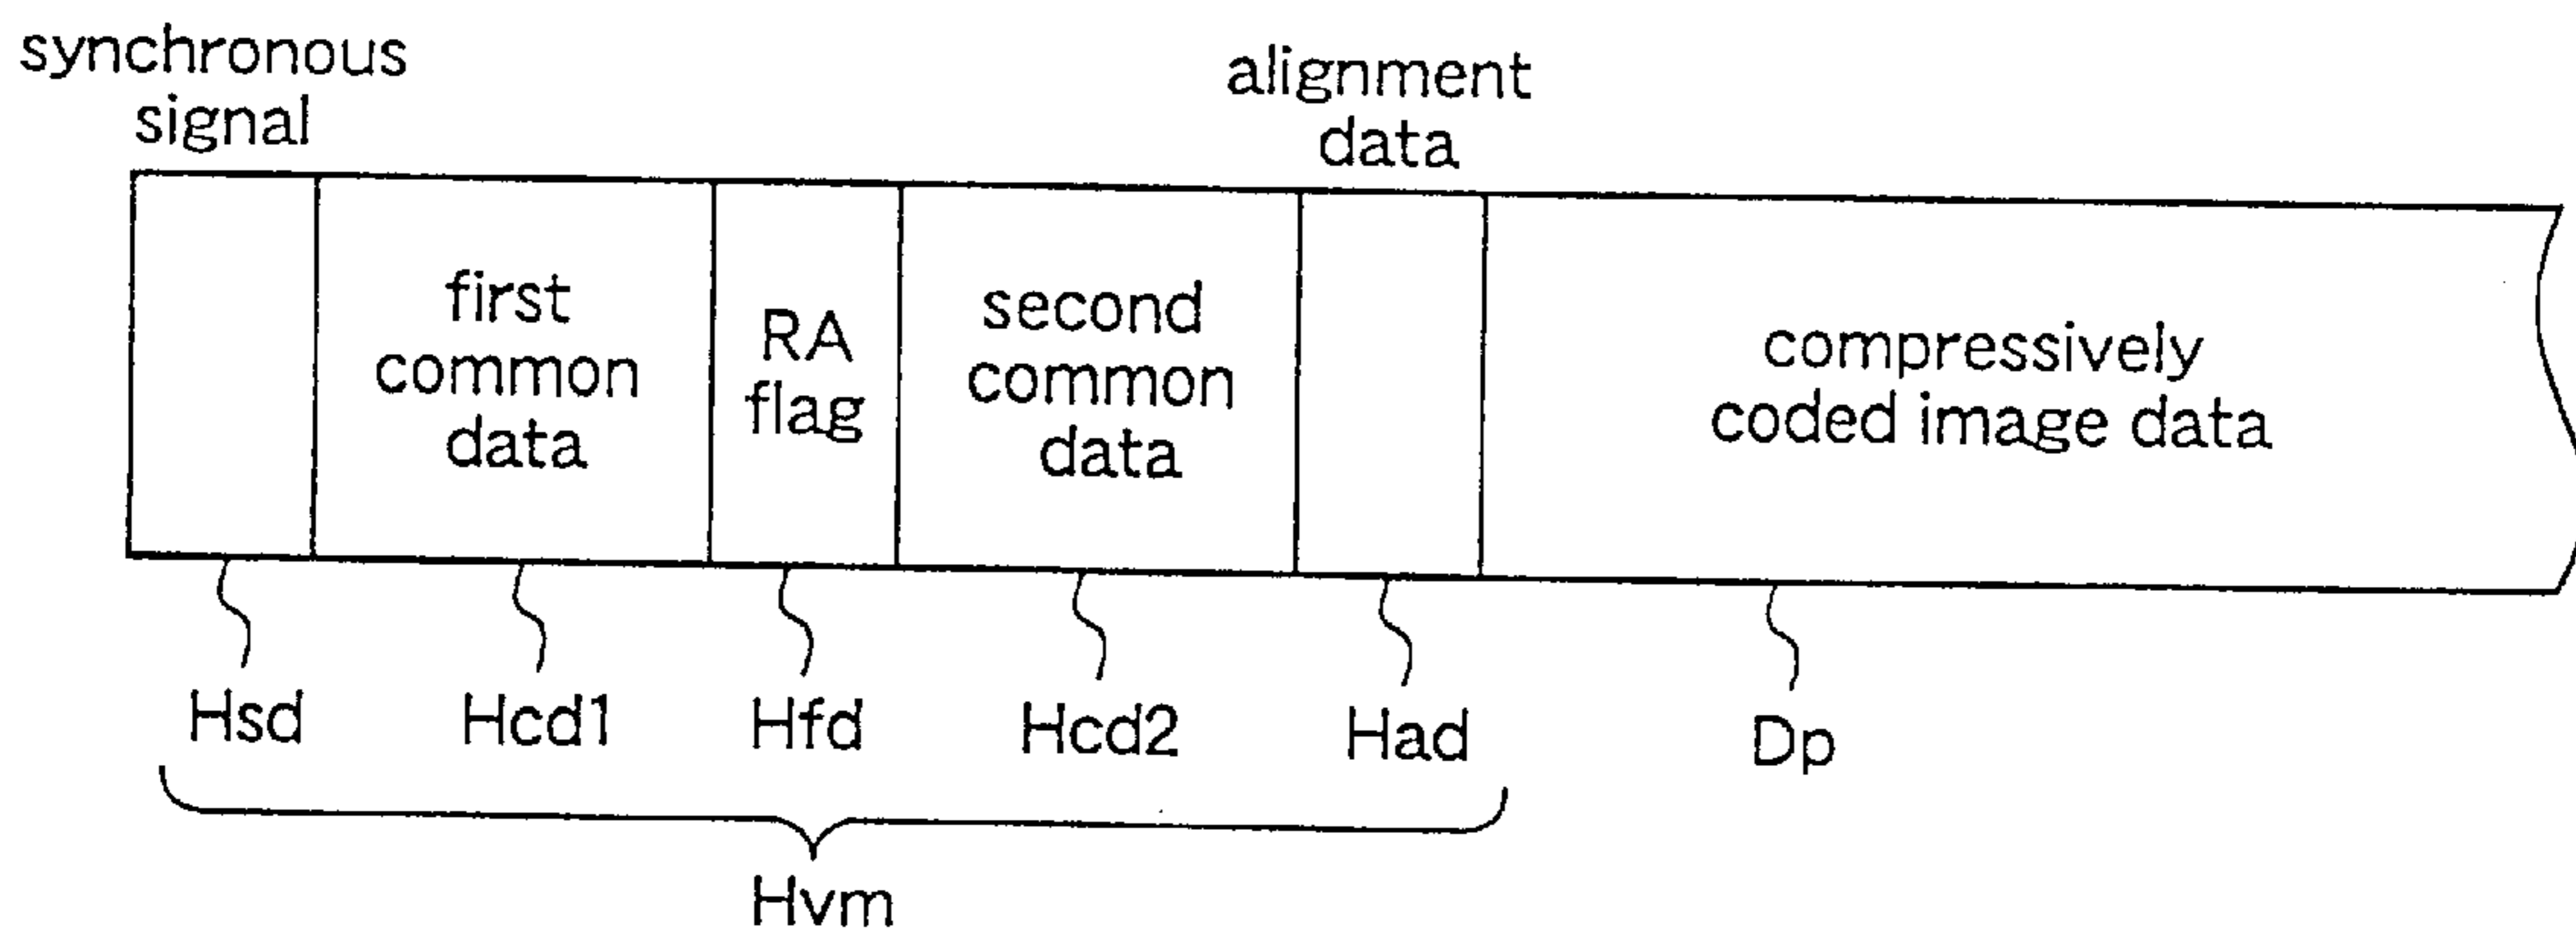 synchronous
signal
alignment
data
first
common
data
RA
flag
second
common
data
compressively
coded image data
Hsd
Hcd1
Hfd
Hcd2
Had
Dp
Hvm